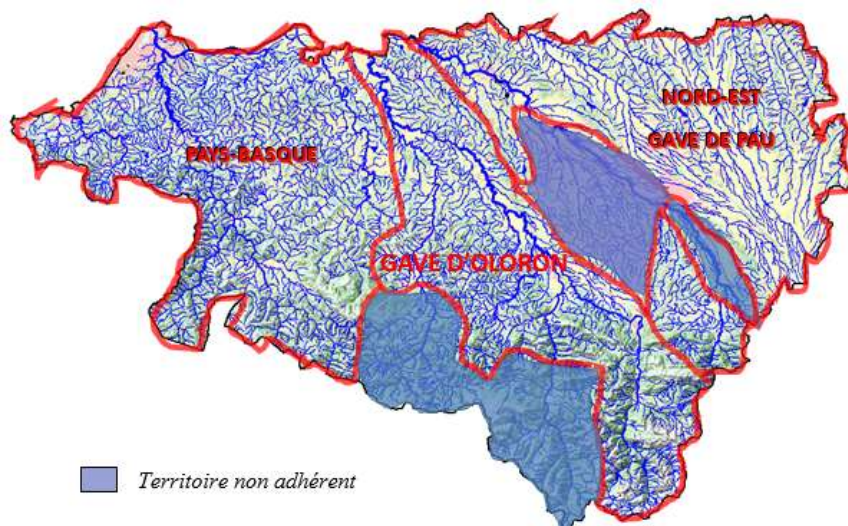 NORD-EST
GAVE DE PAU
PAYS-BASQUE
GAVE D'OLORON
Territoire non adhérent